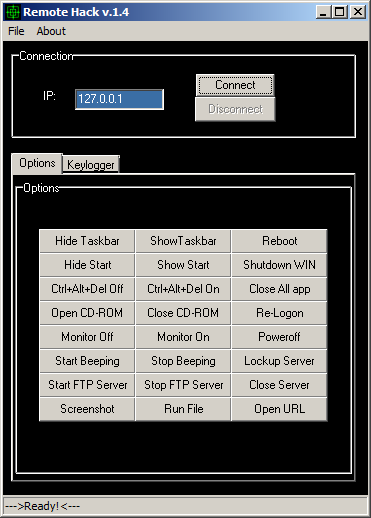 Remote Hack v.1.4
File About
Connection
IP: 127.0.0.1 Connect
Disconnect
Options Keylogger
Options
Hide Taskbar ShowTaskbar Reboot
Hide Start Show Start Shutdown WIN
Ctrl+Alt+Del Off Ctrl+Alt+Del On Close All app
Open CD-ROM Close CD-ROM Re-Logon
Monitor Off Monitor On Poweroff
Start Beeping Stop Beeping Lockup Server
Start FTP Server Stop FTP Server Close Server
Screenshot Run File Open URL
--->Ready!<---